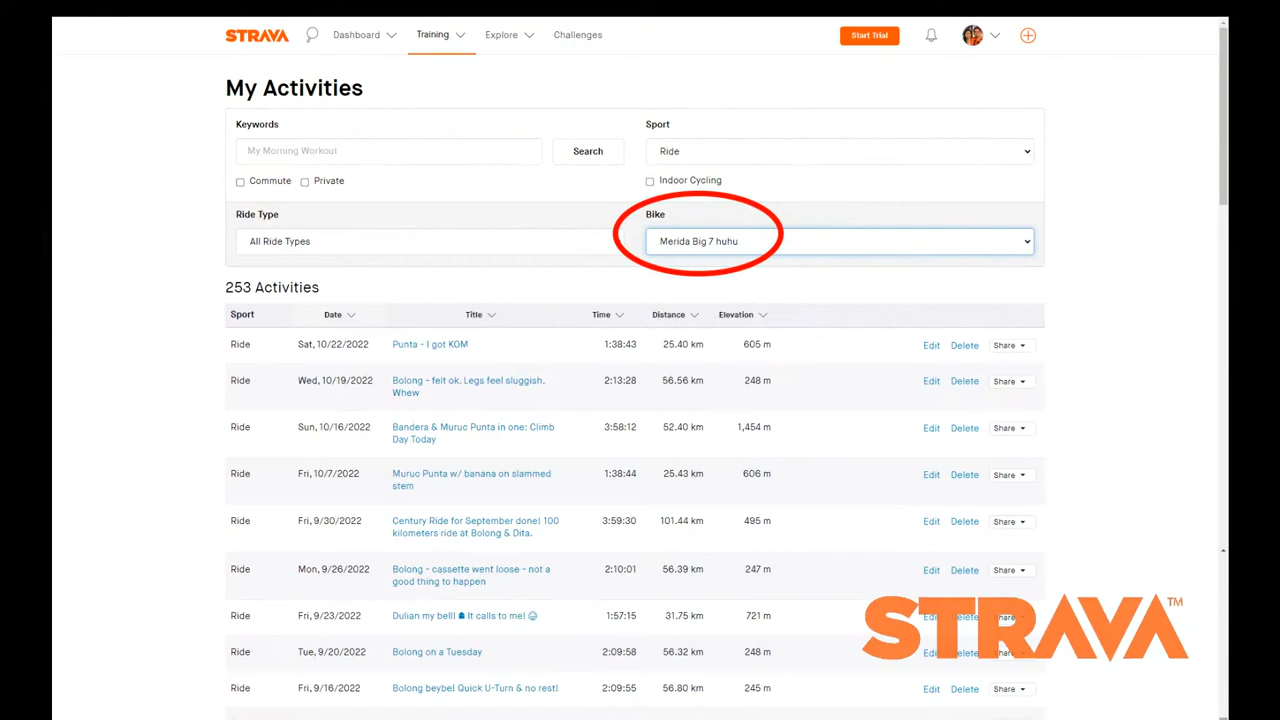 STRAVA Dashboard Training Explore Challenges Start Trial
My Activities
Keywords Sport
My Morning Workout Search Ride
Commute Private Indoor Cycling
Ride Type Bike
All Ride Types Merida Big 7 huhu
253 Activities
Sport Date Title Time Distance Elevation
Ride Sat, 10/22/2022 Punta - I got KOM 1:38:43 25.40 km 605 m Edit Delete Share
Ride Wed, 10/19/2022 Bolong - felt ok. Legs feel sluggish. 2:13:28 56.56 km 248 m Edit Delete Share
Whew
Ride Sun, 10/16/2022 Bandera & Muruc Punta in one: Climb 3:58:12 52.40 km 1,454 m Edit Delete Share
Day Today
Ride Fri, 10/7/2022 Muruc Punta w/ banana on slammed 1:38:44 25.43 km 606 m Edit Delete Share
stem
Ride Fri, 9/30/2022 Century Ride for September done! 100 3:59:30 101.44 km 495 m Edit Delete Share
kilometers ride at Bolong & Dita.
Ride Mon, 9/26/2022 Bolong - cassette went loose - not a 2:10:01 56.39 km 247 m Edit Delete Share
good thing to happen
Ride Fri, 9/23/2022 Dulian my bell! It calls to me! 1:57:15 31.75 km 721 m Edit Delete Share
STRAVA™
Ride Tue, 9/20/2022 Bolong on a Tuesday 2:09:58 56.32 km 248 m Edit Delete Share
Ride Fri, 9/16/2022 Bolong beybe! Quick U-Turn & no rest! 2:09:55 56.80 km 245 m Edit Delete Share